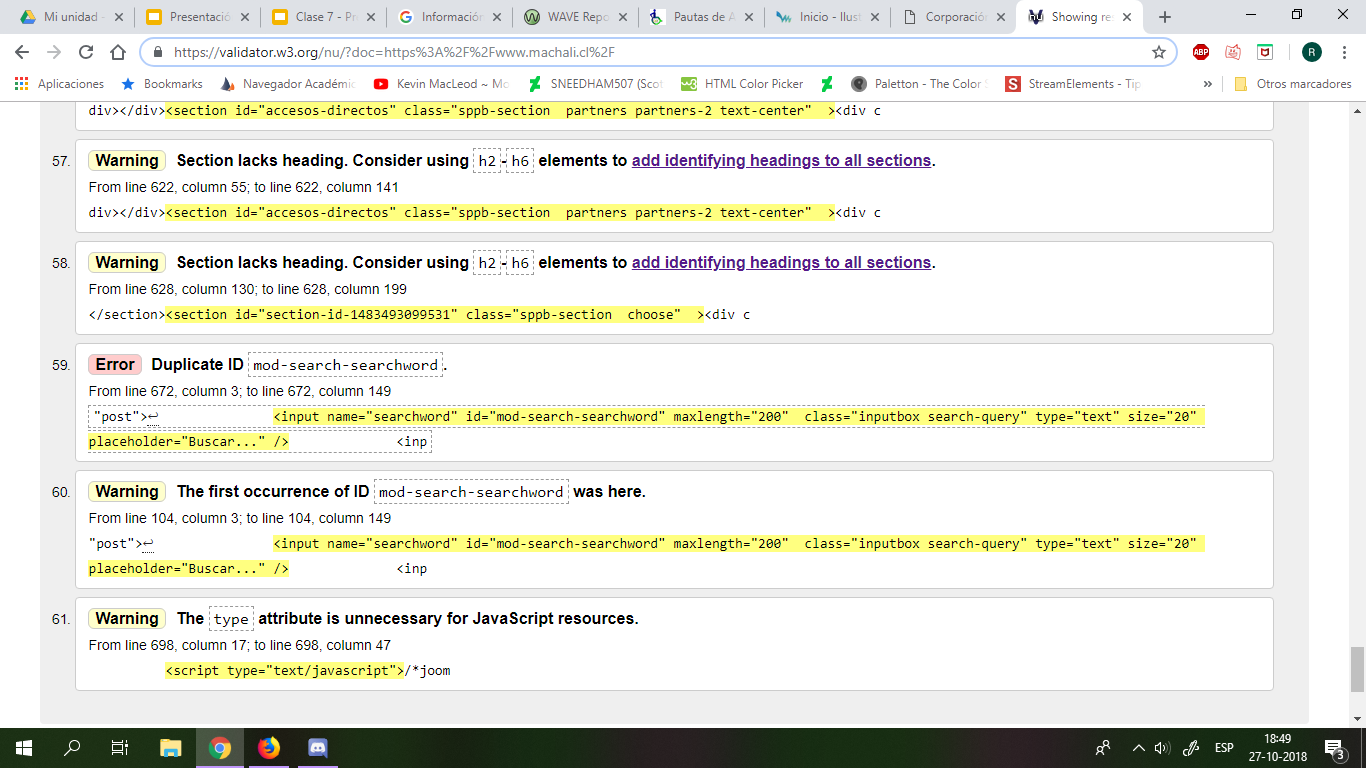 Mi unidad -
Presentació
Clase 7 - Pr
Información
WAVE Repo
Pautas de A
Inicio - Ilust
Corporación
Showing res
https://validator.w3.org/nu/?doc=https%3A%2F%2Fwww.machali.cl%2F
ABP
R
Aplicaciones
Bookmarks
Navegador Académic
Kevin MacLeod ~ Mo
SNEEDHAM507 (Scot
HTML Color Picker
Paletton - The Color S
StreamElements - Tip
»
Otros marcadores
div></div><section id="accesos-directos" class="sppb-section  partners partners-2 text-center"  ><div c
57. Warning Section lacks heading. Consider using h2-h6 elements to add identifying headings to all sections.
From line 622, column 55; to line 622, column 141
div></div><section id="accesos-directos" class="sppb-section  partners partners-2 text-center"  ><div c
58. Warning Section lacks heading. Consider using h2-h6 elements to add identifying headings to all sections.
From line 628, column 130; to line 628, column 199
</section><section id="section-id-1483493099531" class="sppb-section  choose"  ><div c
59. Error Duplicate ID mod-search-searchword.
From line 672, column 3; to line 672, column 149
"post">↩ <input name="searchword" id="mod-search-searchword" maxlength="200"  class="inputbox search-query" type="text" size="20"
placeholder="Buscar..." /> <inp
60. Warning The first occurrence of ID mod-search-searchword was here.
From line 104, column 3; to line 104, column 149
"post">↩ <input name="searchword" id="mod-search-searchword" maxlength="200"  class="inputbox search-query" type="text" size="20"
placeholder="Buscar..." /> <inp
61. Warning The type attribute is unnecessary for JavaScript resources.
From line 698, column 17; to line 698, column 47
<script type="text/javascript">/*joom
ESP
18:49
27-10-2018
3